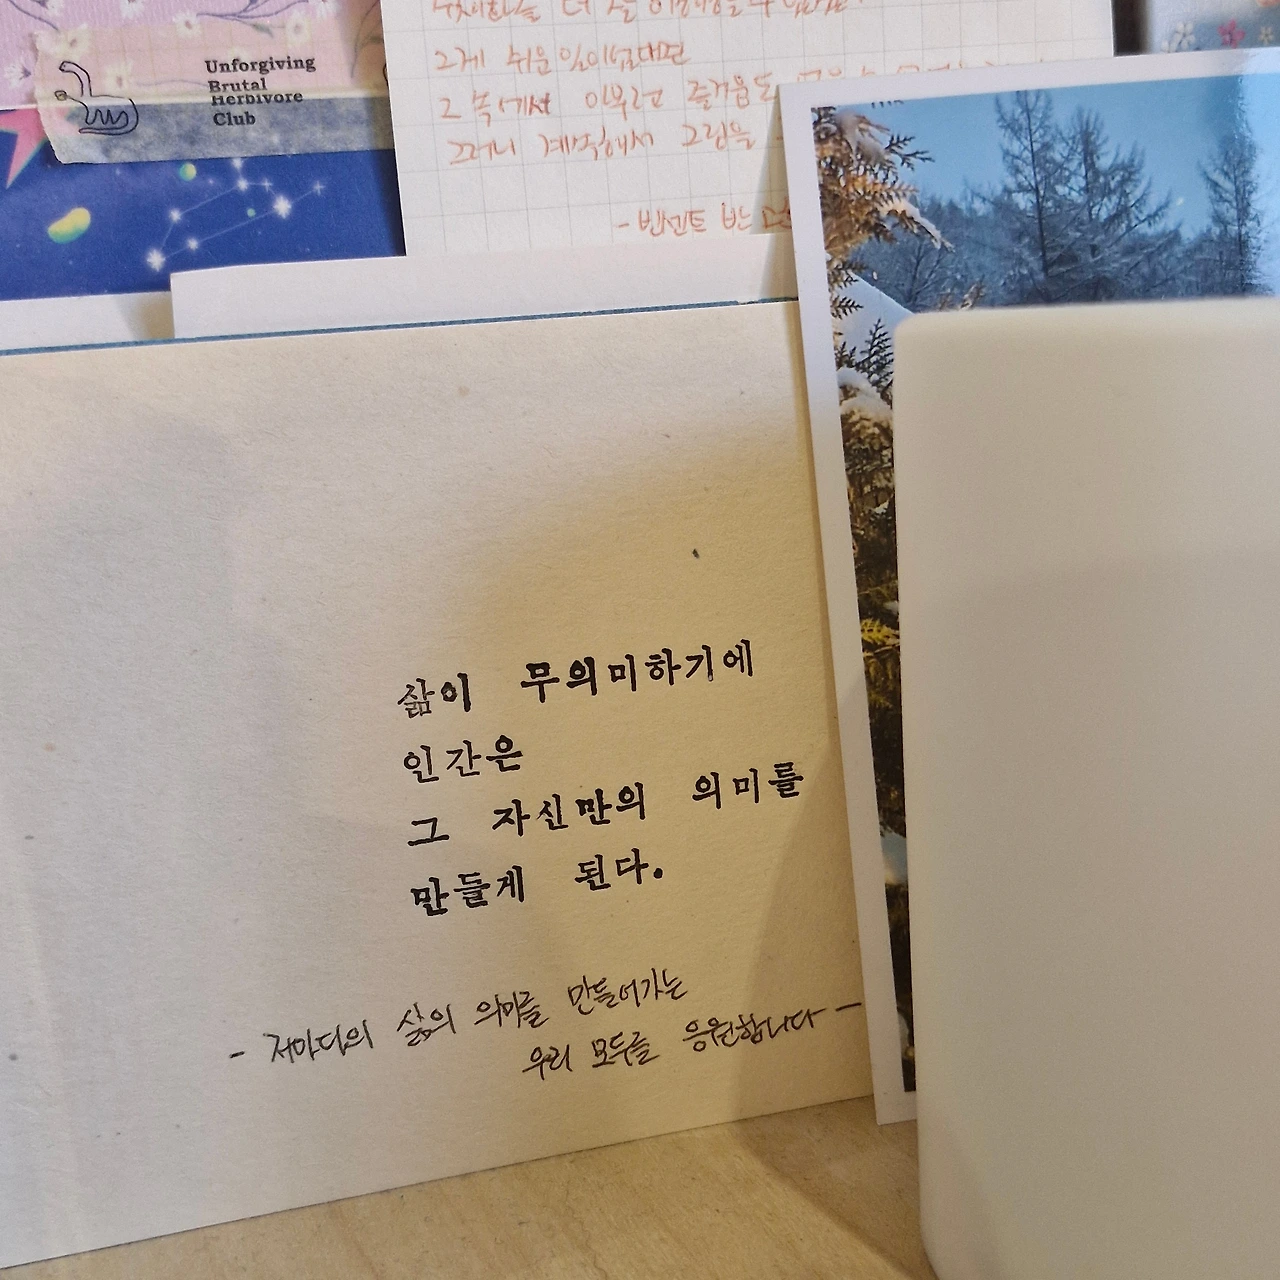 Unforgiving
Brutal
Herbivore
Club
그게 쉬운 일이었다면
그 속에서 아무런 즐거움도
그러니 계속해서 그림을
- 빈센트 반
삶이 무의미하기에
인간은
그 자신만의 의미를
만들게 된다.
- 저마다의 삶의 의미를 만들어가는
우리 모두를 응원합니다 -